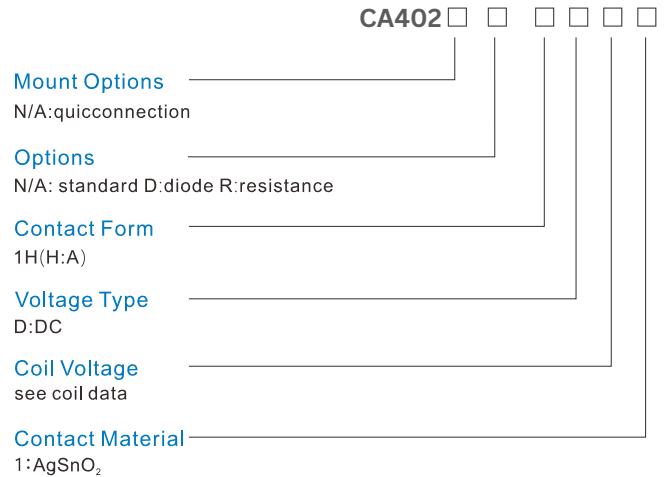 CA402□ □ □ □ □ □
Mount Options
N/A:quicconnection
Options
N/A: standard D:diode R:resistance
Contact Form
1H(H:A)
Voltage Type
D:DC
Coil Voltage
see coil data
Contact Material
1:AgSnO₂